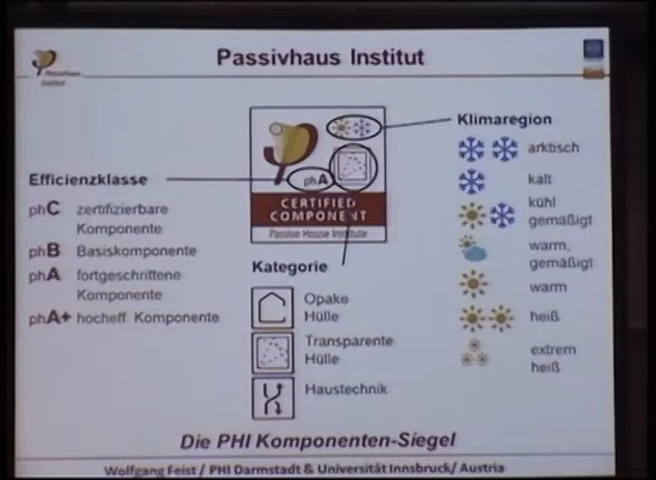 Passivhaus Institut
Passivhaus
Institut
Klimaregion
arktisch
kalt
kühl
gemäßigt
warm,
gemäßigt
warm
heiß
extrem
heiß
phA
CERTIFIED
COMPONENT
Passive House Institute
Efficienzklasse
phC zertifizierbare
Komponente
phB Basiskomponente
phA fortgeschrittene
Komponente
phA+ hocheff. Komponente
Kategorie
Opake
Hülle
Transparente
Hülle
Haustechnik
Die PHI Komponenten-Siegel
Wolfgang Feist / PHI Darmstadt & Universität Innsbruck/ Austria